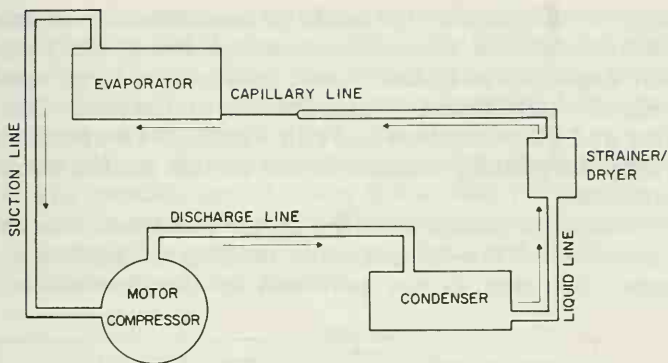 EVAPORATOR
CAPILLARY LINE
SUCTION LINE
STRAINER/
DRYER
DISCHARGE LINE
LIQUID LINE
MOTOR
COMPRESSOR
CONDENSER